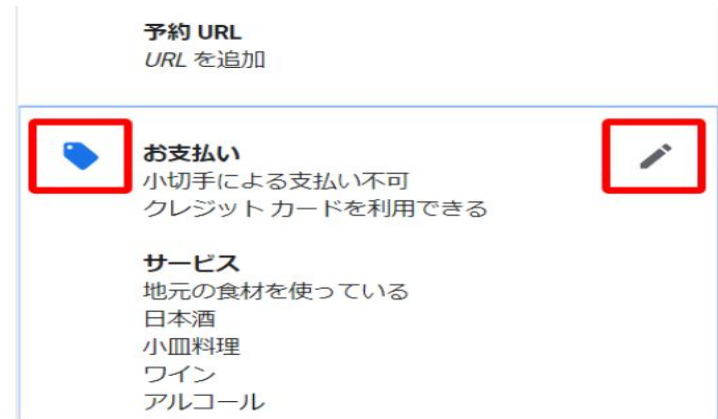 予約 URL
URL を追加
お支払い
小切手による支払い不可
クレジット カードを利用できる
サービス
地元の食材を使っている
日本酒
小皿料理
ワイン
アルコール